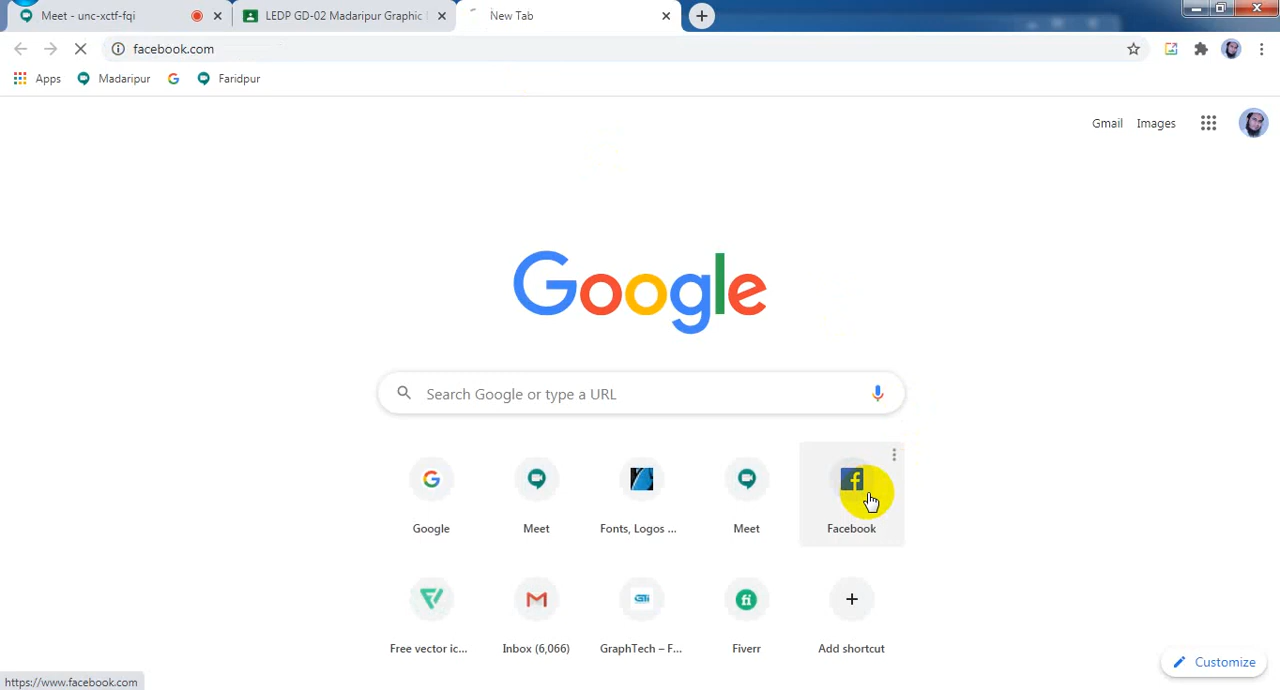 Meet - unc-xctf-fqi
LEDP GD-02 Madaripur Graphic
New Tab
facebook.com
Apps
Madaripur
Faridpur
Gmail
Images
Google
Search Google or type a URL
Google
Meet
Fonts, Logos ...
Meet
Facebook
Free vector ic...
Inbox (6,066)
GraphTech – F...
Fiverr
Add shortcut
Customize
https://www.facebook.com